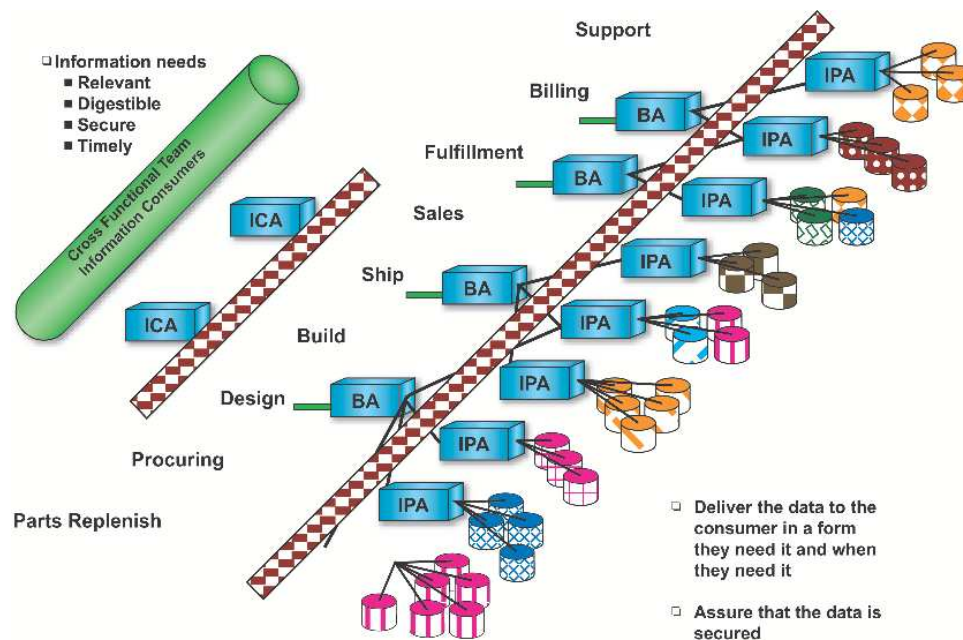 ❑ Information needs
■ Relevant
■ Digestible
■ Secure
■ Timely
Cross Functional Team
Information Consumers
ICA
ICA
Support
Billing
Fulfillment
Sales
Ship
Build
Design
Procuring
Parts Replenish
BA
BA
BA
BA
IPA
IPA
IPA
IPA
IPA
IPA
IPA
IPA
❑ Deliver the data to the
consumer in a form
they need it and when
they need it
❑ Assure that the data is
secured